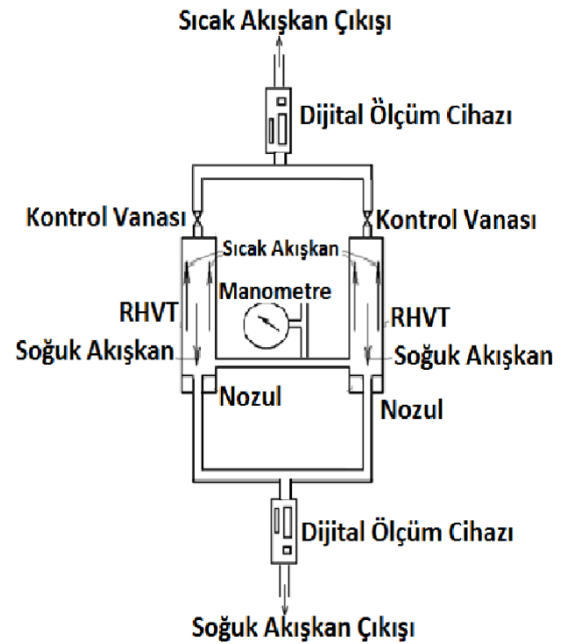 Sıcak Akışkan Çıkışı
Dijital Ölçüm Cihazı
Kontrol Vanası
Kontrol Vanası
Sıcak Akışkan
Manometre
RHVT
RHVT
Soğuk Akışkan
Soğuk Akışkan
Nozul
Nozul
Dijital Ölçüm Cihazı
Soğuk Akışkan Çıkışı